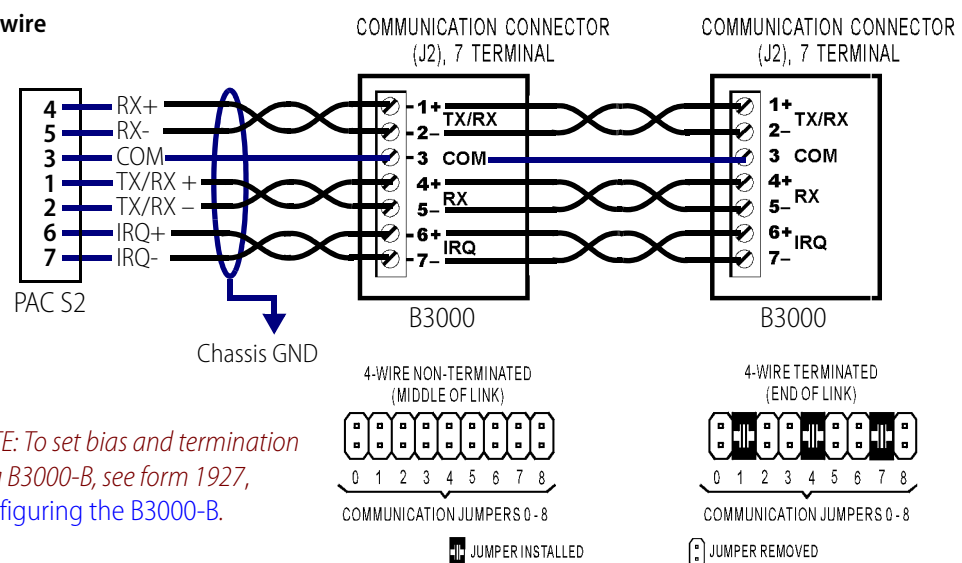 wire
COMMUNICATION CONNECTOR
(J2), 7 TERMINAL
COMMUNICATION CONNECTOR
(J2), 7 TERMINAL
4 RX+
5 RX-
3 COM
1 TX/RX +
2 TX/RX –
6 IRQ+
7 IRQ-
PAC S2
Chassis GND
-1+
TX/RX
-2–
-3 COM
4+
RX
5–
-6+
IRQ
-7–
B3000
1+
TX/RX
2–
3 COM
4+
RX
5–
6+
IRQ
7–
B3000
4-WIRE NON-TERMINATED
(MIDDLE OF LINK)
0 1 2 3 4 5 6 7 8
COMMUNICATION JUMPERS 0 - 8
4-WIRE TERMINATED
(END OF LINK)
0 1 2 3 4 5 6 7 8
COMMUNICATION JUMPERS 0 - 8
JUMPER INSTALLED
JUMPER REMOVED
TE: To set bias and termination
B3000-B, see form 1927,
figuring the B3000-B.